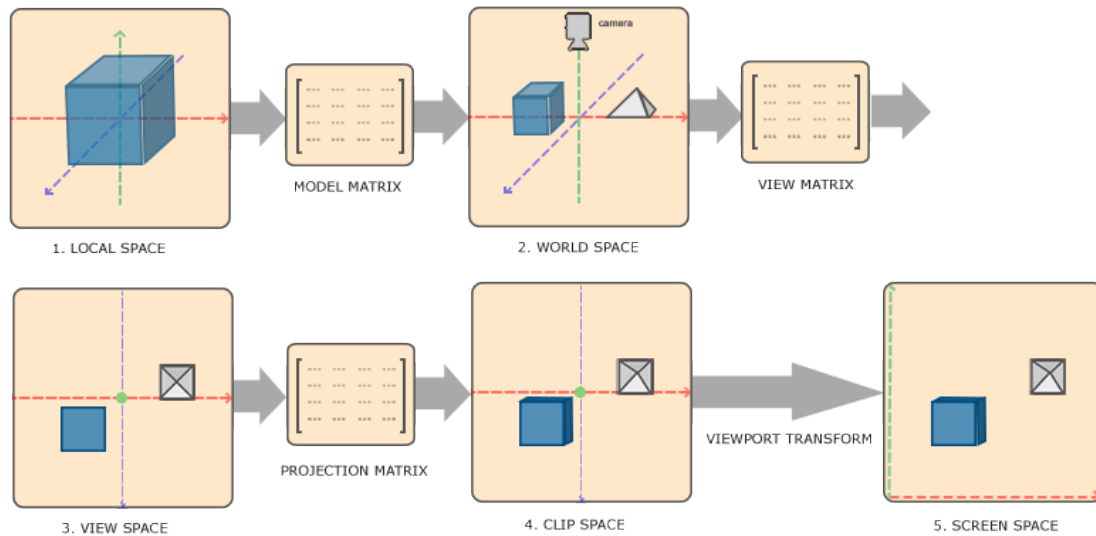 camera
MODEL MATRIX
VIEW MATRIX
1. LOCAL SPACE
2. WORLD SPACE
PROJECTION MATRIX
VIEWPORT TRANSFORM
3. VIEW SPACE
4. CLIP SPACE
5. SCREEN SPACE